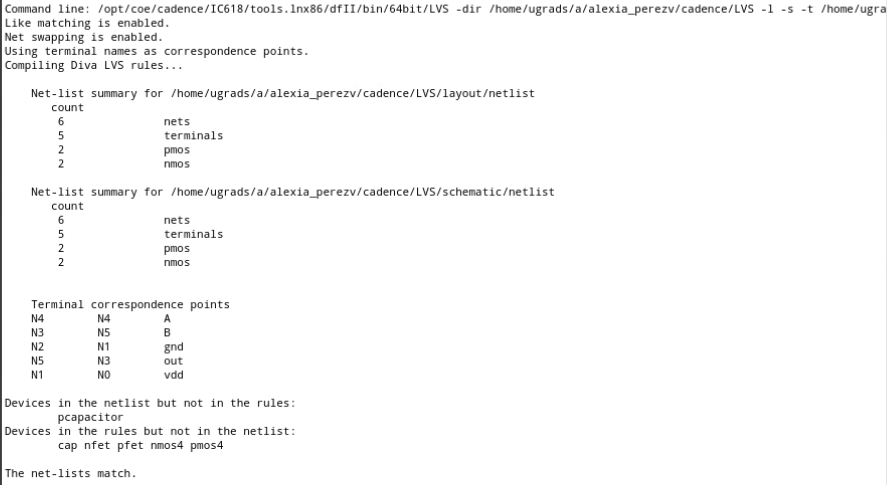 Command line: /opt/coe/cadence/IC618/tools.lnx86/dfII/bin/64bit/LVS -dir /home/ugrads/a/alexia_perezv/cadence/LVS -l -s -t /home/ugra
Like matching is enabled.
Net swapping is enabled.
Using terminal names as correspondence points.
Compiling Diva LVS rules...
Net-list summary for /home/ugrads/a/alexia_perezv/cadence/LVS/layout/netlist
count
6 nets
5 terminals
2 pmos
2 nmos
Net-list summary for /home/ugrads/a/alexia_perezv/cadence/LVS/schematic/netlist
count
6 nets
5 terminals
2 pmos
2 nmos
Terminal correspondence points
N4 N4 A
N3 N5 B
N2 N1 gnd
N5 N3 out
N1 N0 vdd
Devices in the netlist but not in the rules:
pcapacitor
Devices in the rules but not in the netlist:
cap nfet pfet nmos4 pmos4
The net-lists match.